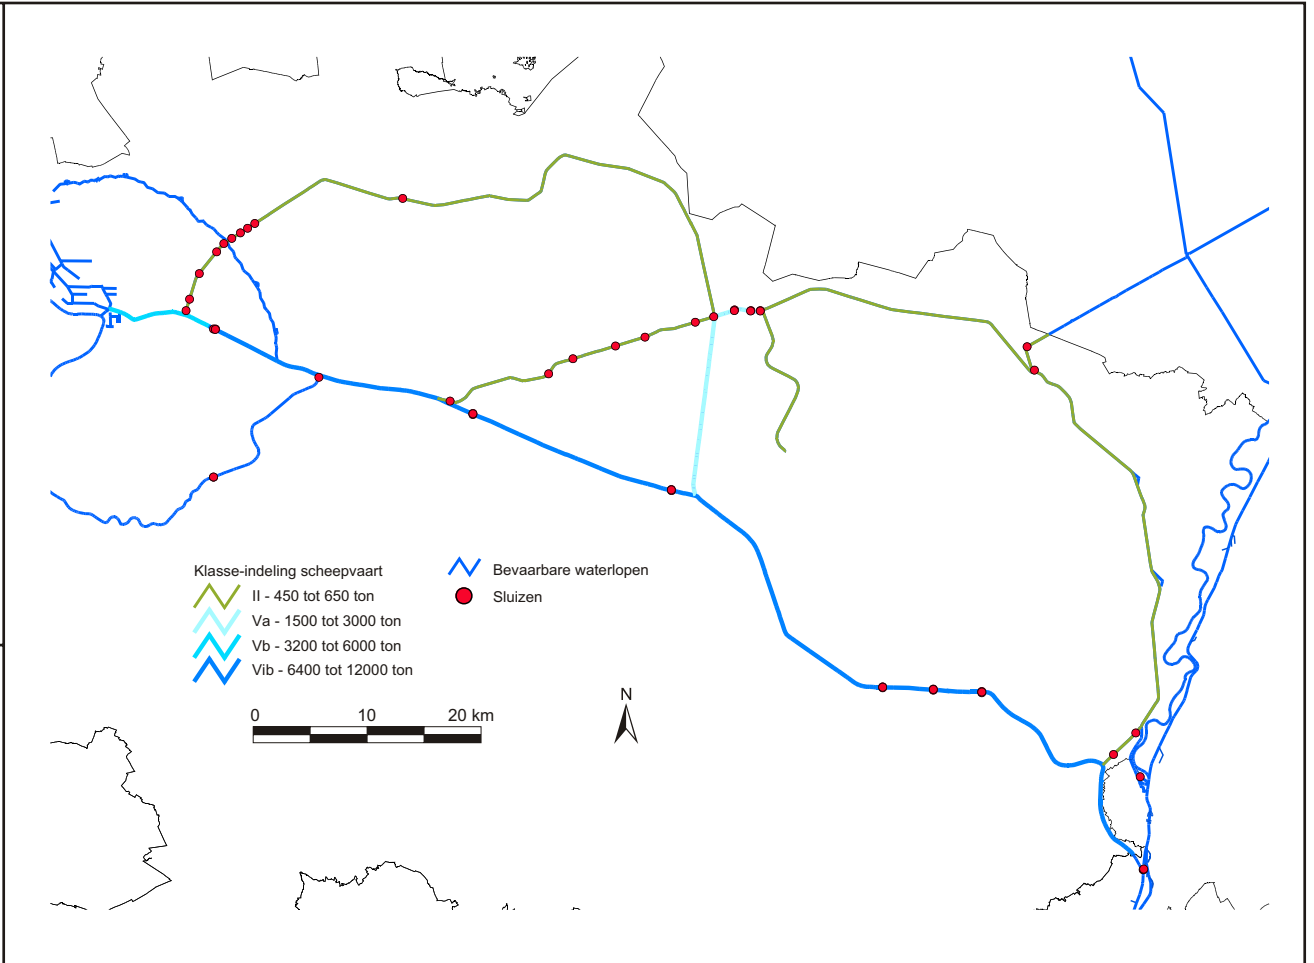 Klasse-indeling scheepvaart
II - 450 tot 650 ton
Va - 1500 tot 3000 ton
Vb - 3200 tot 6000 ton
Vib - 6400 tot 12000 ton
Bevaarbare waterlopen
Sluizen
0 10 20 km
N